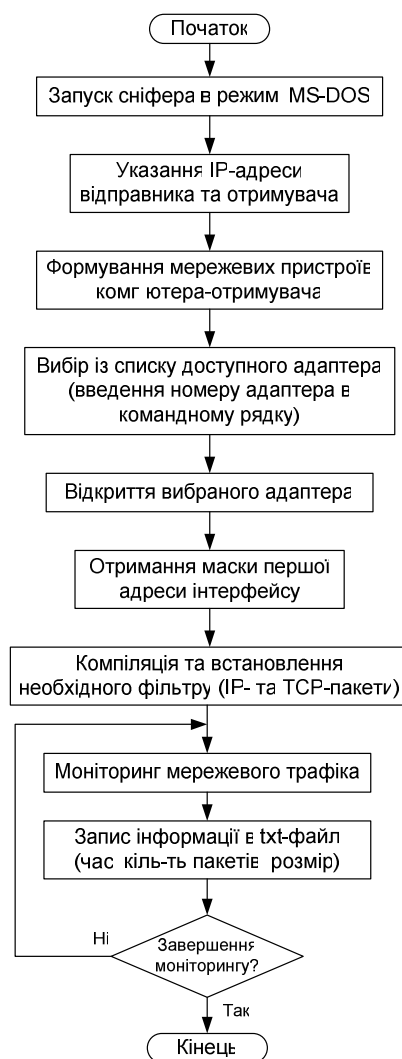 Початок
Запуск сніфера в режим MS-DOS
Указання IP-адреси
відправника та отримувача
Формування мережевих пристроїв
комп ютера-отримувача
Вибір із списку доступного адаптера
(введення номеру адаптера в
командному рядку)
Відкриття вибраного адаптера
Отримання маски першої
адреси інтерфейсу
Компіляція та встановлення
необхідного фільтру (IP- та TCP-пакети)
Моніторинг мережевого трафіка
Запис інформації в txt-файл
(час кіль-ть пакетів розмір)
Ні
Завершення
моніторингу?
Так
Кінець